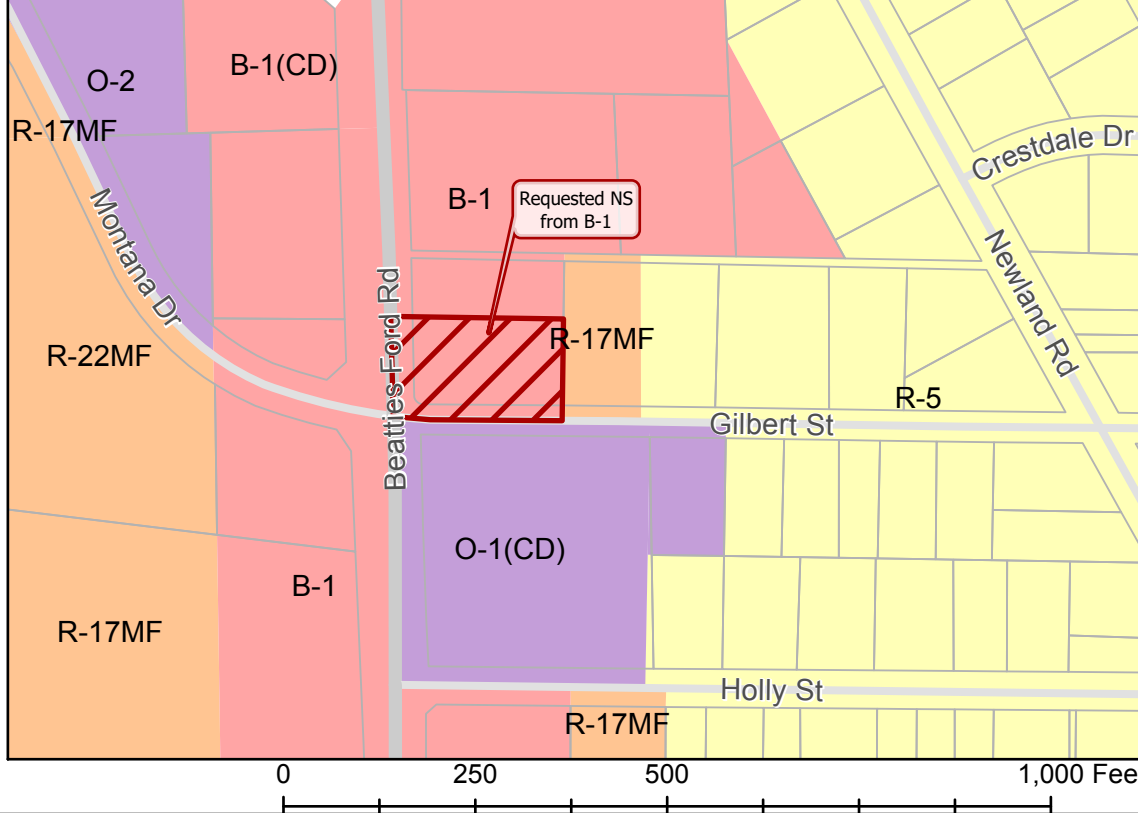 O-2
B-1(CD)
R-17MF
Crestdale Dr
B-1
Requested NS
from B-1
Montana Dr
Newland Rd
Beatties Ford Rd
R-17MF
R-22MF
R-5
Gilbert St
O-1(CD)
B-1
R-17MF
Holly St
R-17MF
0 250 500 1,000 Fee